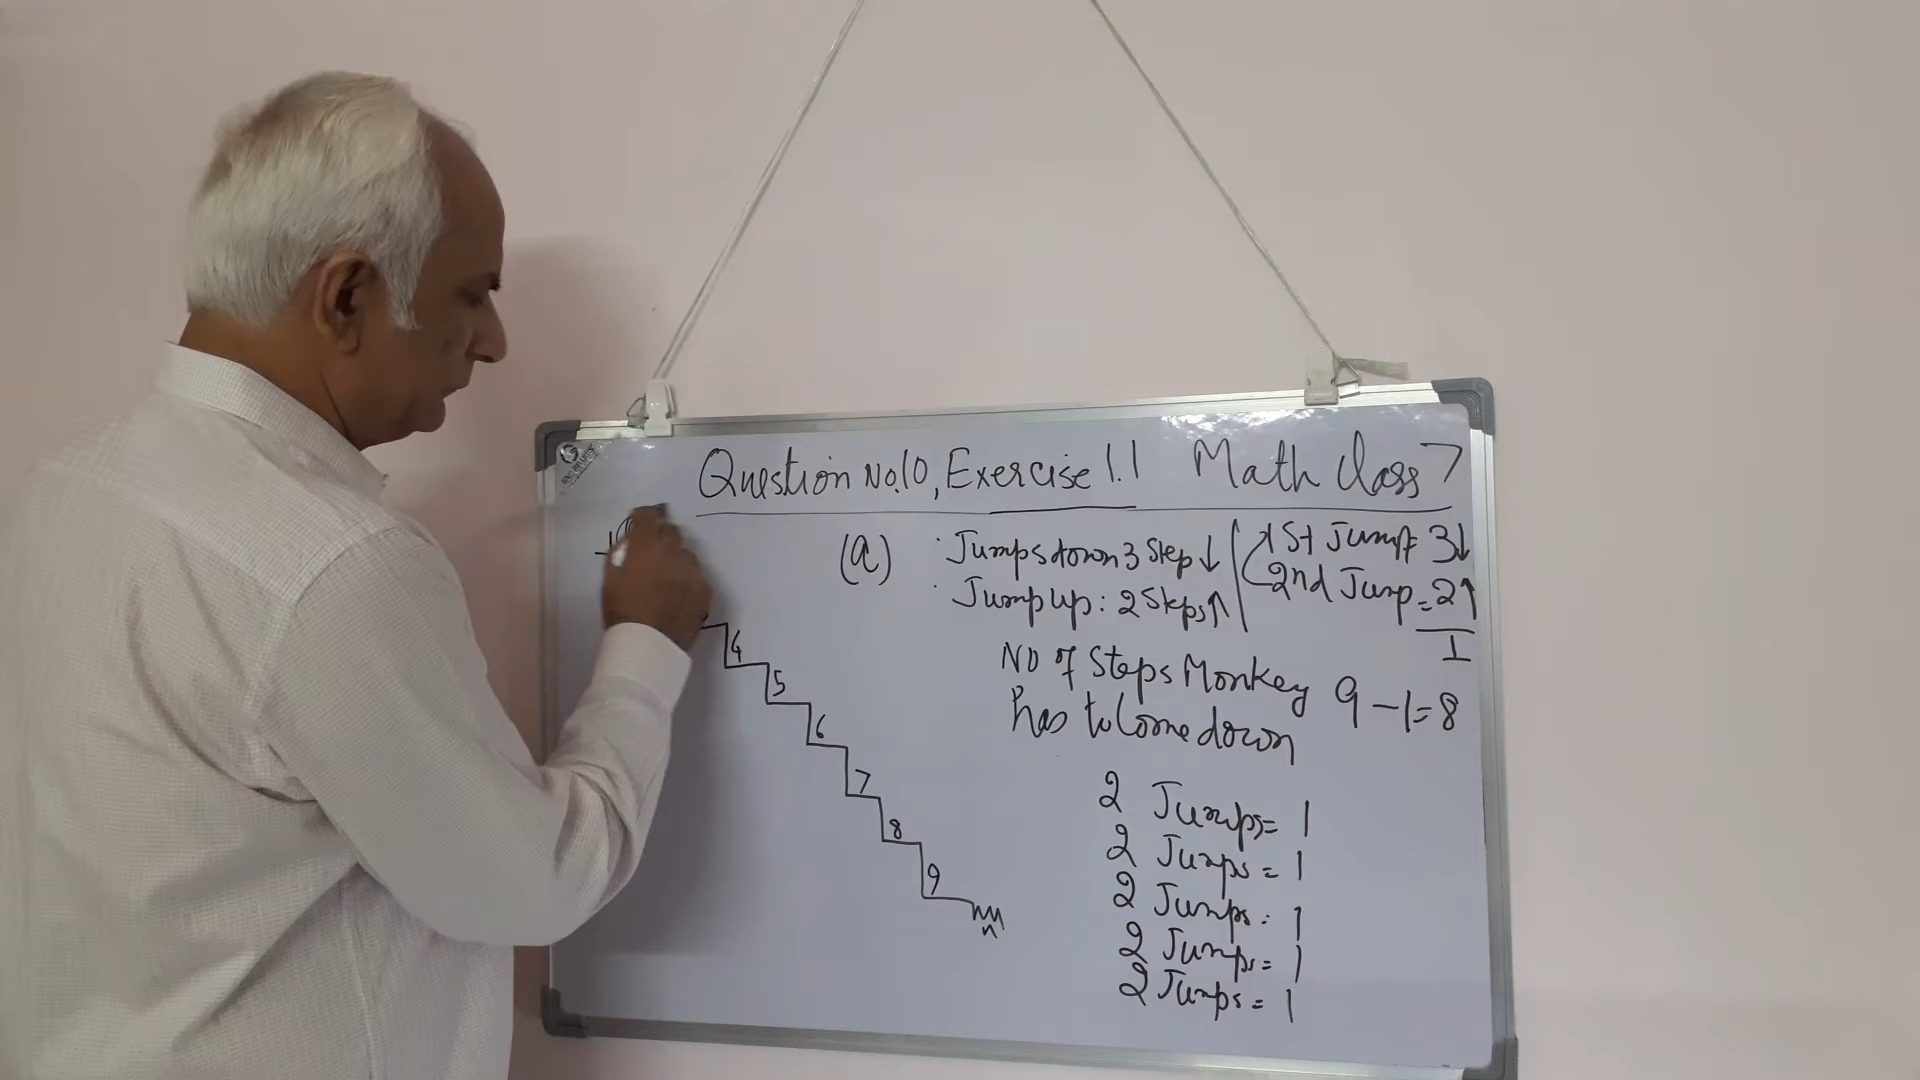 Question No.10, Exercise 1.1 Math Class 7
(a)
Jumps down 3 Step ↓
Jump up: 2 Steps ↑
1St Jump = 3↓
2nd Jump = 2↑
1
No of Steps Monkey
has to Come down
9 - 1 = 8
1
4
5
6
7
8
9
2 Jumps = 1
2 Jumps = 1
2 Jumps = 1
2 Jumps = 1
2 Jumps = 1